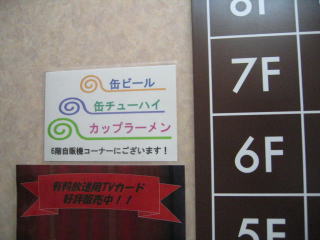 缶ビール
缶チューハイ
カップラーメン
6階自販機コーナーにございます！
有料放送用TVカード
好評販売中！！
8F
7F
6F
5F